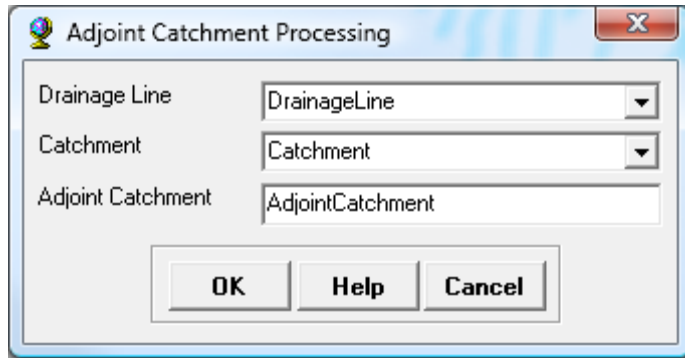 Adjoint Catchment Processing
Drainage Line DrainageLine
Catchment Catchment
Adjoint Catchment AdjointCatchment
OK Help Cancel